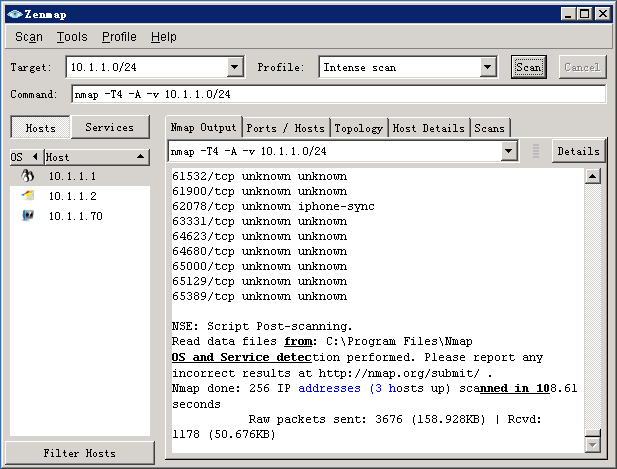 Zenmap
Scan Tools Profile Help
Target: 10.1.1.0/24 Profile: Intense scan Scan Cancel
Command: nmap -T4 -A -v 10.1.1.0/24
Hosts Services
Nmap Output Ports / Hosts Topology Host Details Scans
OS Host
10.1.1.1
10.1.1.2
10.1.1.70
Filter Hosts
nmap -T4 -A -v 10.1.1.0/24 Details
61532/tcp unknown unknown
61900/tcp unknown unknown
62078/tcp unknown iphone-sync
63331/tcp unknown unknown
64623/tcp unknown unknown
64680/tcp unknown unknown
65000/tcp unknown unknown
65129/tcp unknown unknown
65389/tcp unknown unknown
NSE: Script Post-scanning.
Read data files from: C:\Program Files\Nmap
OS and Service detection performed. Please report any
incorrect results at http://nmap.org/submit/ .
Nmap done: 256 IP addresses (3 hosts up) scanned in 108.61
seconds
Raw packets sent: 3676 (158.928KB) | Rcvd:
1178 (50.676KB)